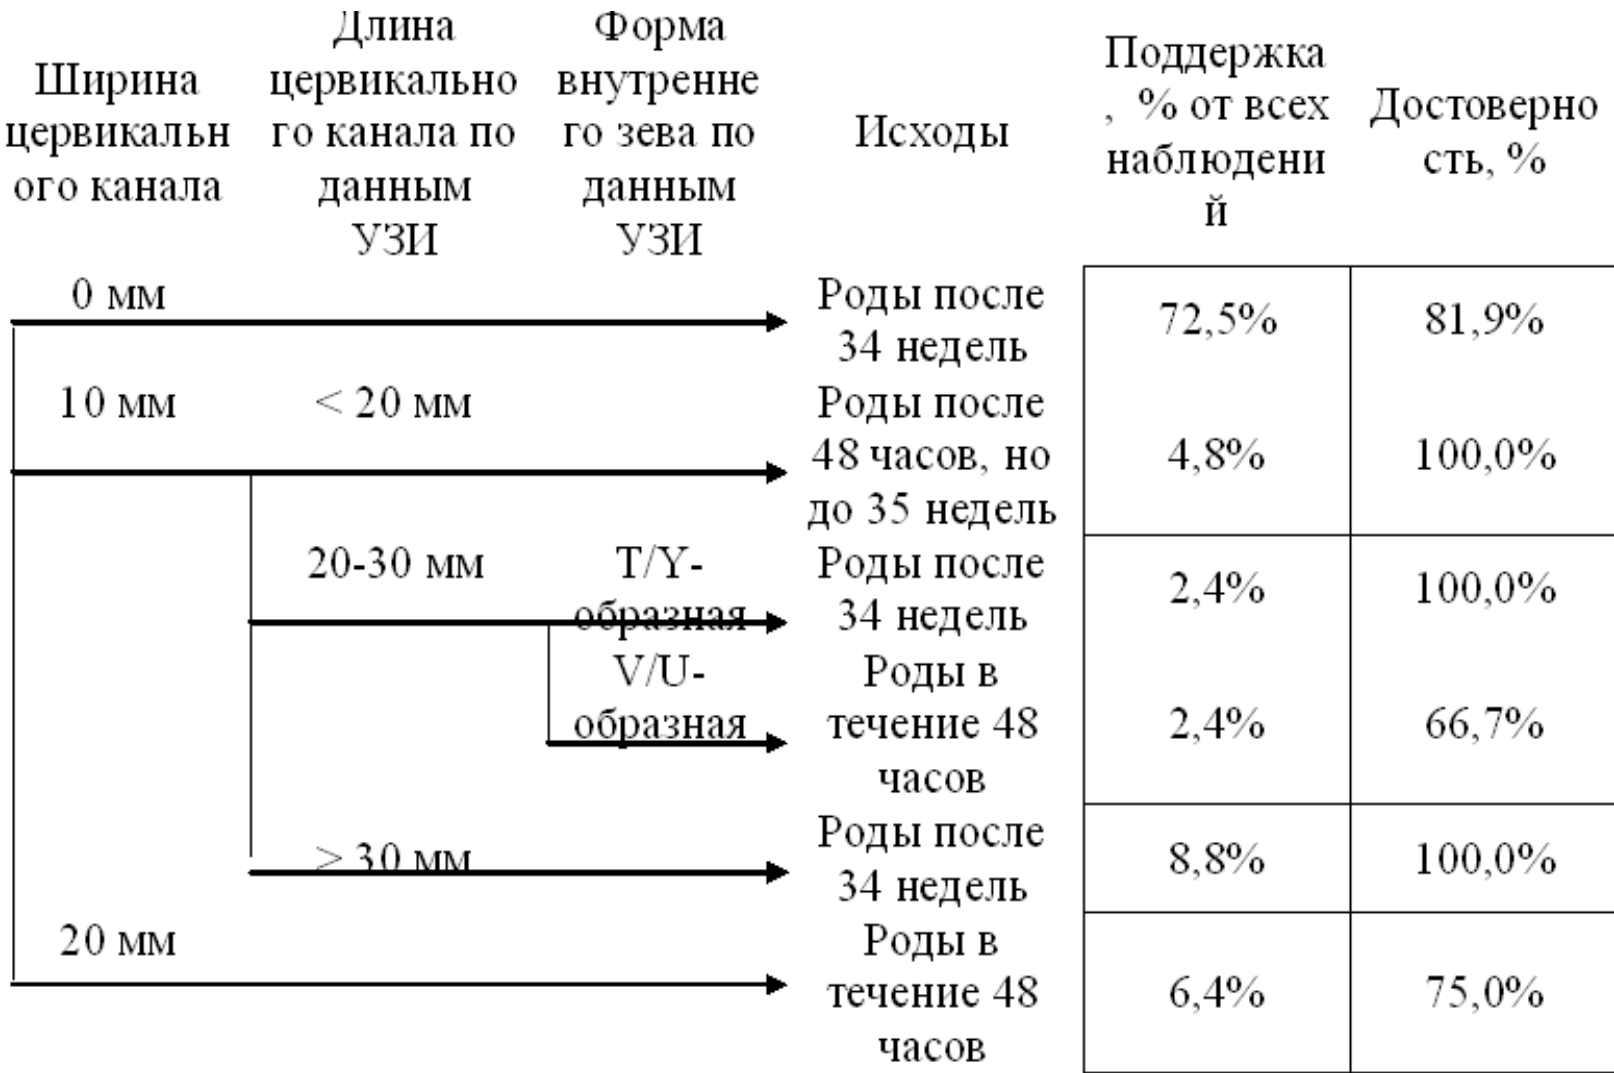 Ширина
цервикальн
ого канала
Длина
цервикально
го канала по
данным
УЗИ
Форма
внутренне
го зева по
данным
УЗИ
Исходы
Поддержка
, % от всех
наблюдени
й
Достоверно
сть, %
0 мм
Роды после
34 недель
72,5%
81,9%
10 мм
< 20 мм
Роды после
48 часов, но
до 35 недель
4,8%
100,0%
20-30 мм
T/Y-
образная
Роды после
34 недель
2,4%
100,0%
V/U-
образная
Роды в
течение 48
часов
2,4%
66,7%
> 30 мм
Роды после
34 недель
8,8%
100,0%
20 мм
Роды в
течение 48
часов
6,4%
75,0%